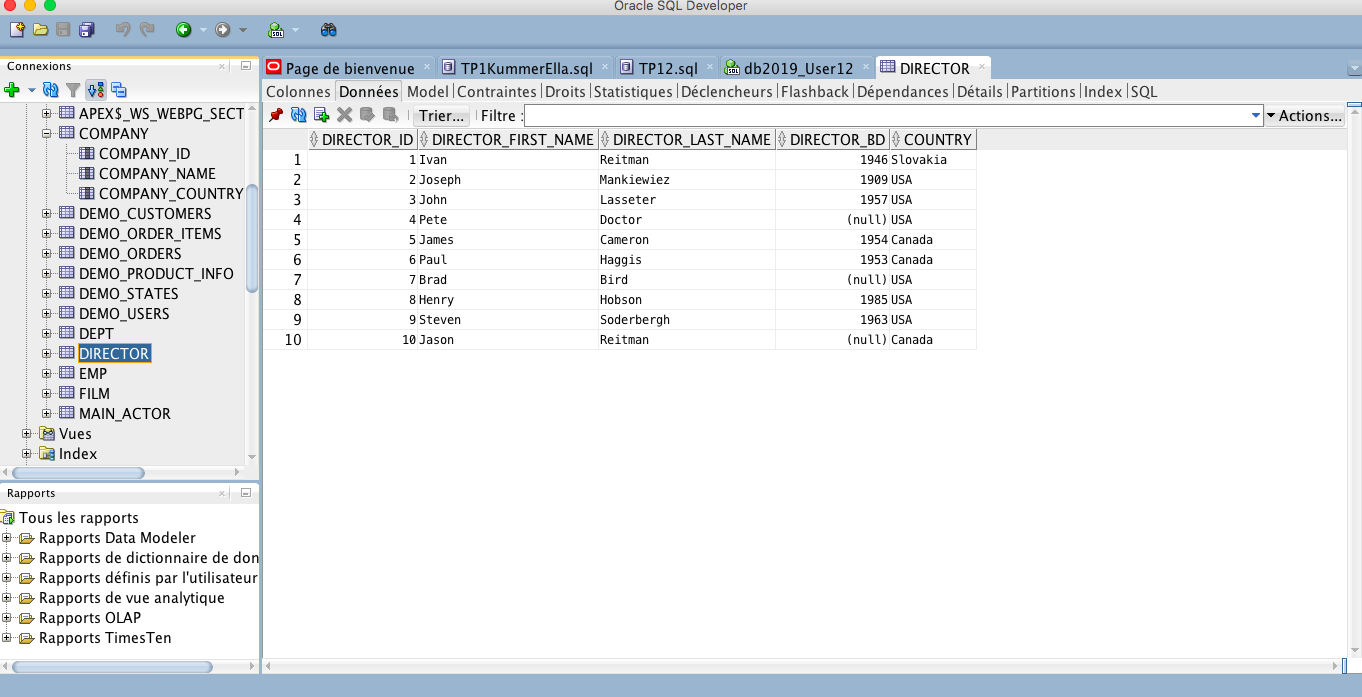 Oracle SQL Developer
Connexions
APEX$_WS_WEBPG_SECT
COMPANY
COMPANY_ID
COMPANY_NAME
COMPANY_COUNTRY
DEMO_CUSTOMERS
DEMO_ORDER_ITEMS
DEMO_ORDERS
DEMO_PRODUCT_INFO
DEMO_STATES
DEMO_USERS
DEPT
DIRECTOR
EMP
FILM
MAIN_ACTOR
Vues
Index
Rapports
Tous les rapports
Rapports Data Modeler
Rapports de dictionnaire de don
Rapports définis par l'utilisateur
Rapports de vue analytique
Rapports OLAP
Rapports TimesTen
Page de bienvenue TP1KummerElla.sql TP12.sql db2019_User12 DIRECTOR
Colonnes Données Model Contraintes Droits Statistiques Déclencheurs Flashback Dépendances Détails Partitions Index SQL
Trier... Filtre : Actions...
DIRECTOR_ID DIRECTOR_FIRST_NAME DIRECTOR_LAST_NAME DIRECTOR_BD COUNTRY
1 1 Ivan Reitman 1946 Slovakia
2 2 Joseph Mankiewiez 1909 USA
3 3 John Lasseter 1957 USA
4 4 Pete Doctor (null) USA
5 5 James Cameron 1954 Canada
6 6 Paul Haggis 1953 Canada
7 7 Brad Bird (null) USA
8 8 Henry Hobson 1985 USA
9 9 Steven Soderbergh 1963 USA
10 10 Jason Reitman (null) Canada